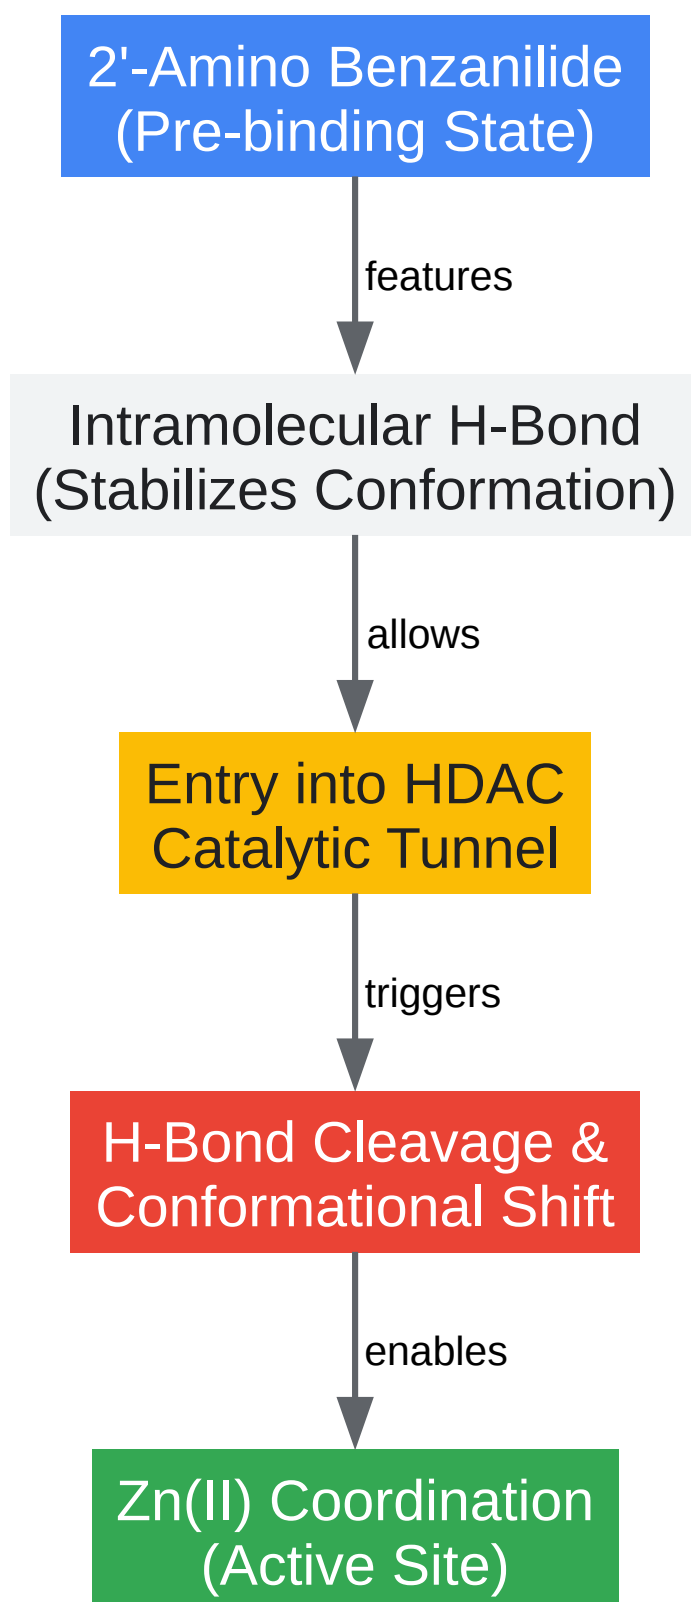 2'-Amino Benzanilide
(Pre-binding State)
features
Intramolecular H-Bond
(Stabilizes Conformation)
allows
Entry into HDAC
Catalytic Tunnel
triggers
H-Bond Cleavage &
Conformational Shift
enables
Zn(II) Coordination
(Active Site)